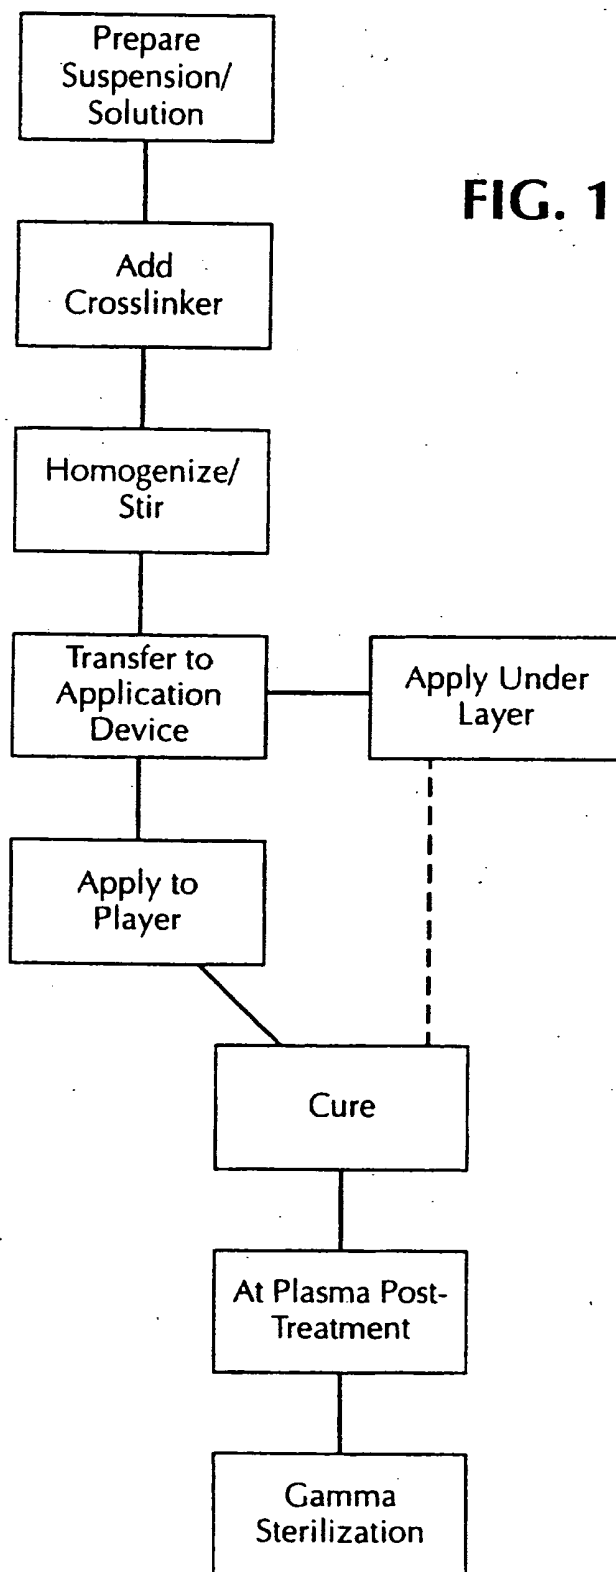 Prepare
Suspension/
Solution
FIG. 1
Add
Crosslinker
Homogenize/
Stir
Transfer to
Application
Device
Apply Under
Layer
Apply to
Player
Cure
At Plasma Post-
Treatment
Gamma
Sterilization